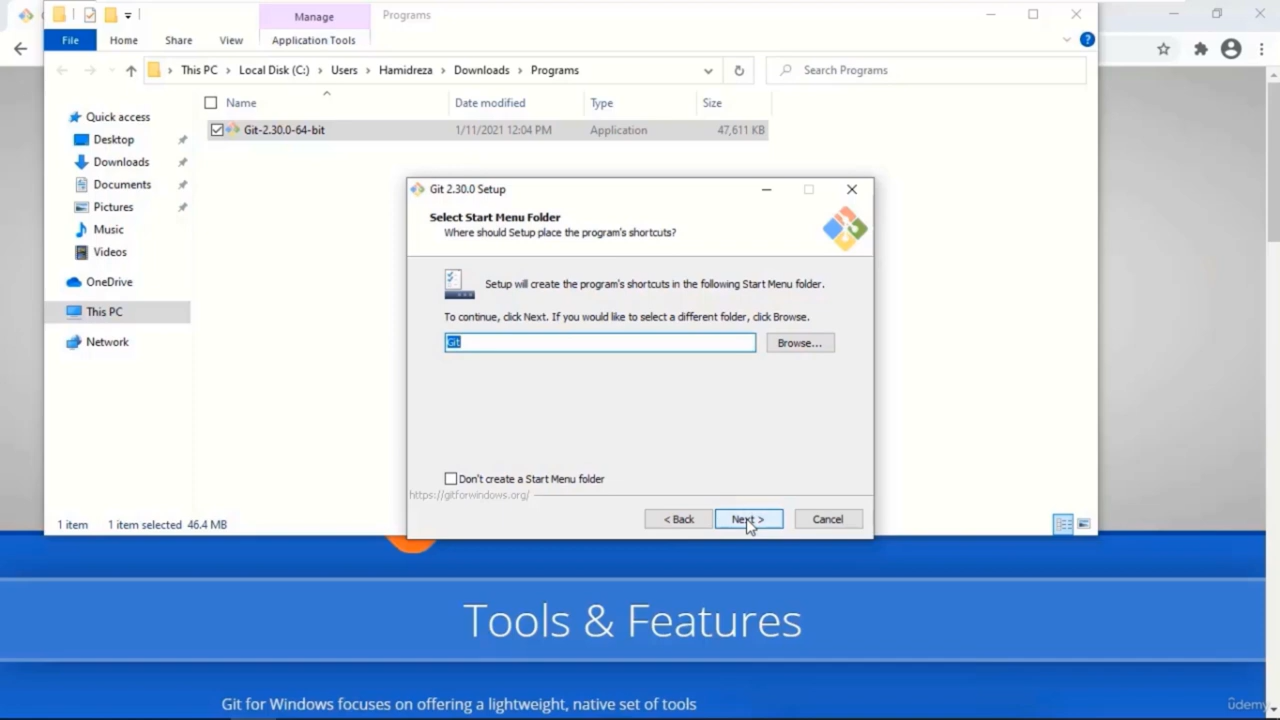 Manage
Programs
File
Home
Share
View
Application Tools
This PC
Local Disk (C:)
Users
Hamidreza
Downloads
Programs
Search Programs
Name
Date modified
Type
Size
Git-2.30.0-64-bit
1/11/2021 12:04 PM
Application
47,611 KB
Quick access
Desktop
Downloads
Documents
Pictures
Music
Videos
OneDrive
This PC
Network
Git 2.30.0 Setup
Select Start Menu Folder
Where should Setup place the program's shortcuts?
Setup will create the program's shortcuts in the following Start Menu folder.
To continue, click Next. If you would like to select a different folder, click Browse.
Git
Browse...
Don't create a Start Menu folder
https://gitforwindows.org/
< Back
Next >
Cancel
1 item
1 item selected 46.4 MB
Tools & Features
Git for Windows focuses on offering a lightweight, native set of tools
ûdemy